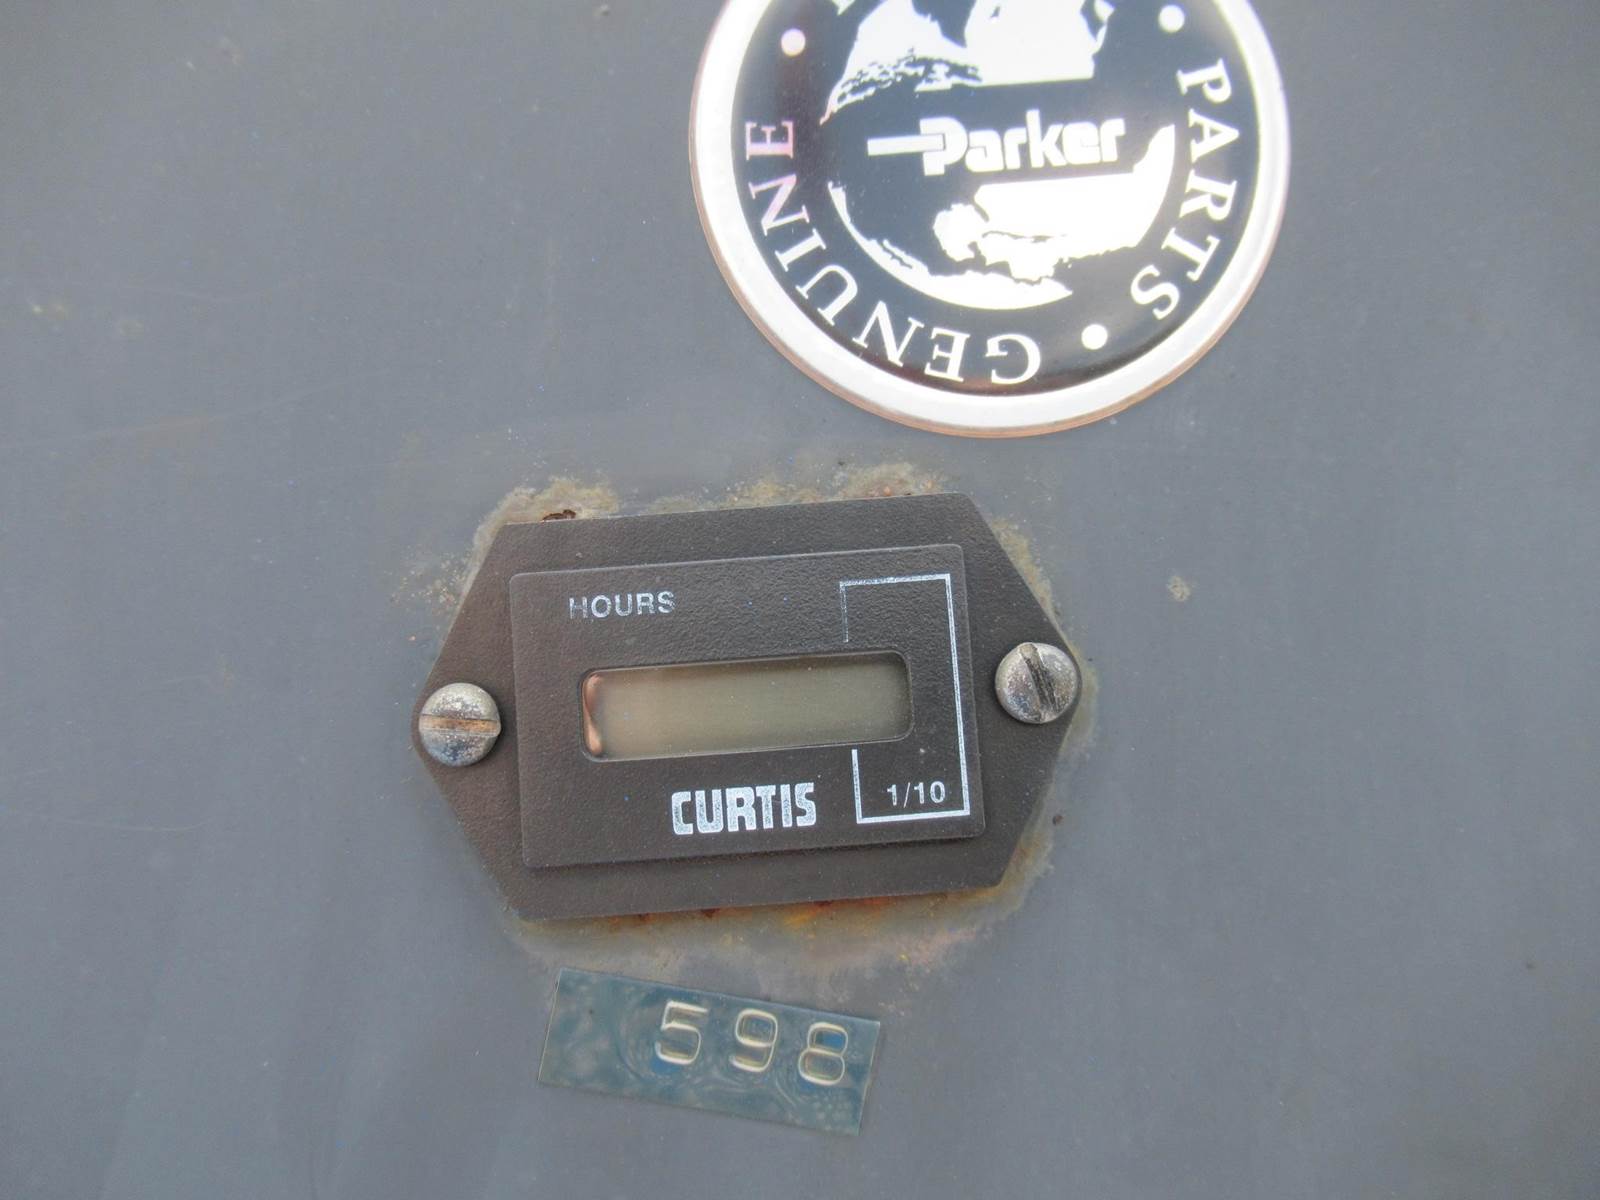 PARTS • GENUINE •
Parker
HOURS
1/10
CURTIS
598